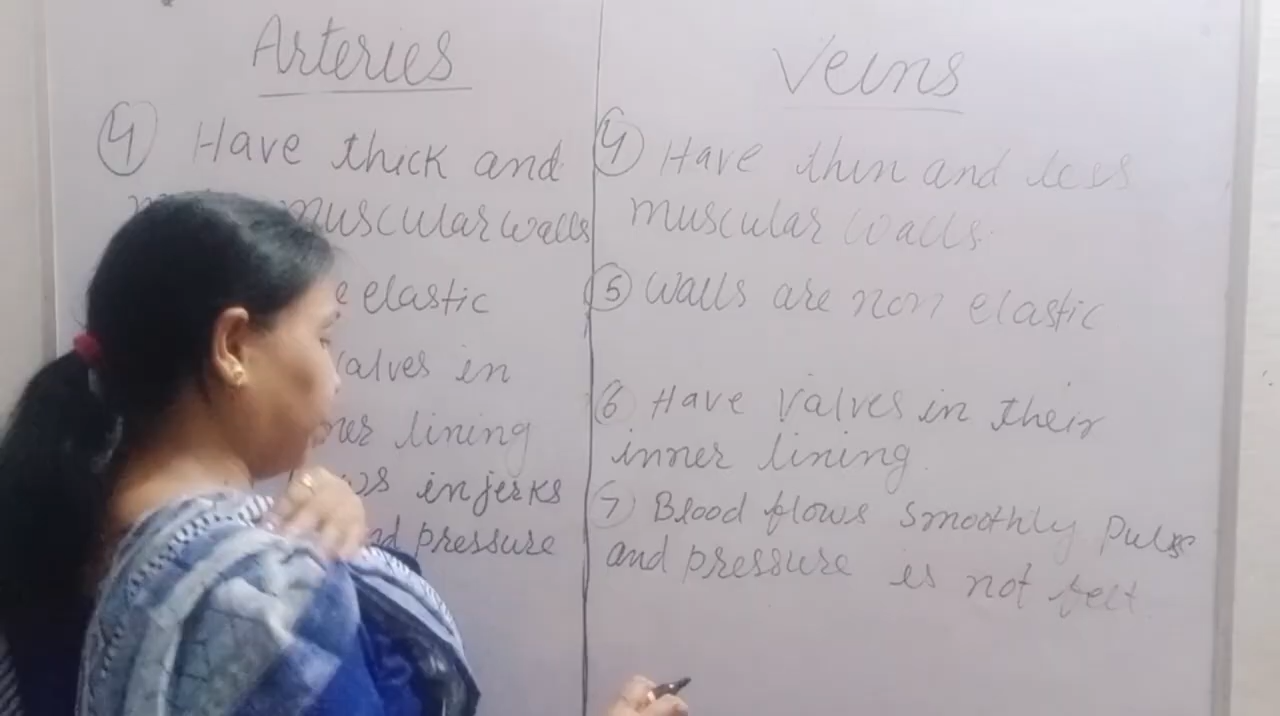 Arteries
④ Have thick and
muscular walls
elastic
valves in
lining
in jerks
pressure
Veins
④ Have thin and less
muscular walls.
⑤ Walls are non elastic
⑥ Have valves in their
inner lining.
⑦ Blood flows smoothly pulse
and pressure is not felt